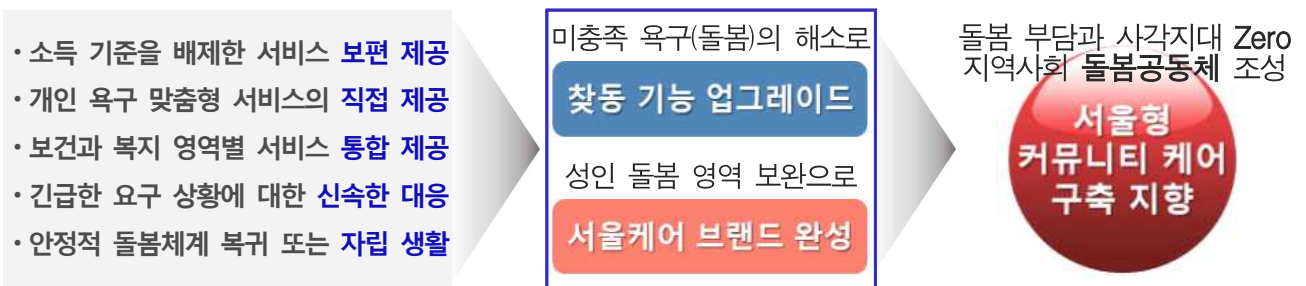 ・소득 기준을 배제한 서비스 보편 제공
・개인 욕구 맞춤형 서비스의 직접 제공
・보건과 복지 영역별 서비스 통합 제공
・긴급한 요구 상황에 대한 신속한 대응
・안정적 돌봄체계 복귀 또는 자립 생활
미충족 욕구(돌봄)의 해소로
찾동 기능 업그레이드
성인 돌봄 영역 보완으로
서울케어 브랜드 완성
돌봄 부담과 사각지대 Zero
지역사회 돌봄공동체 조성
서울형
커뮤니티 케어
구축 지향